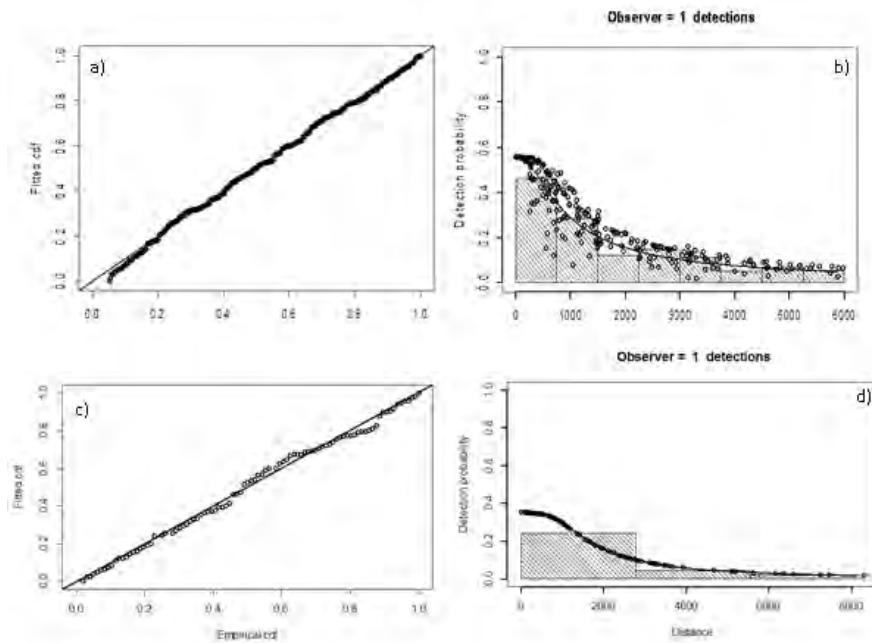 Observer = 1 detections
a)
Fitted cdf
0.0 0.2 0.4 0.6 0.8 1.0
0.0 0.2 0.4 0.6 0.8 1.0
b)
Detection probability
0.0 0.2 0.4 0.6 0.8 1.0
0 1000 2000 3000 4000 5000 6000
Observer = 1 detections
c)
Fitted cdf
0.0 0.2 0.4 0.6 0.8 1.0
0.0 0.2 0.4 0.6 0.8 1.0
Empirical cdf
d)
Detection probability
0.0 0.2 0.4 0.6 0.8 1.0
0 2000 4000 6000 8000
Distance